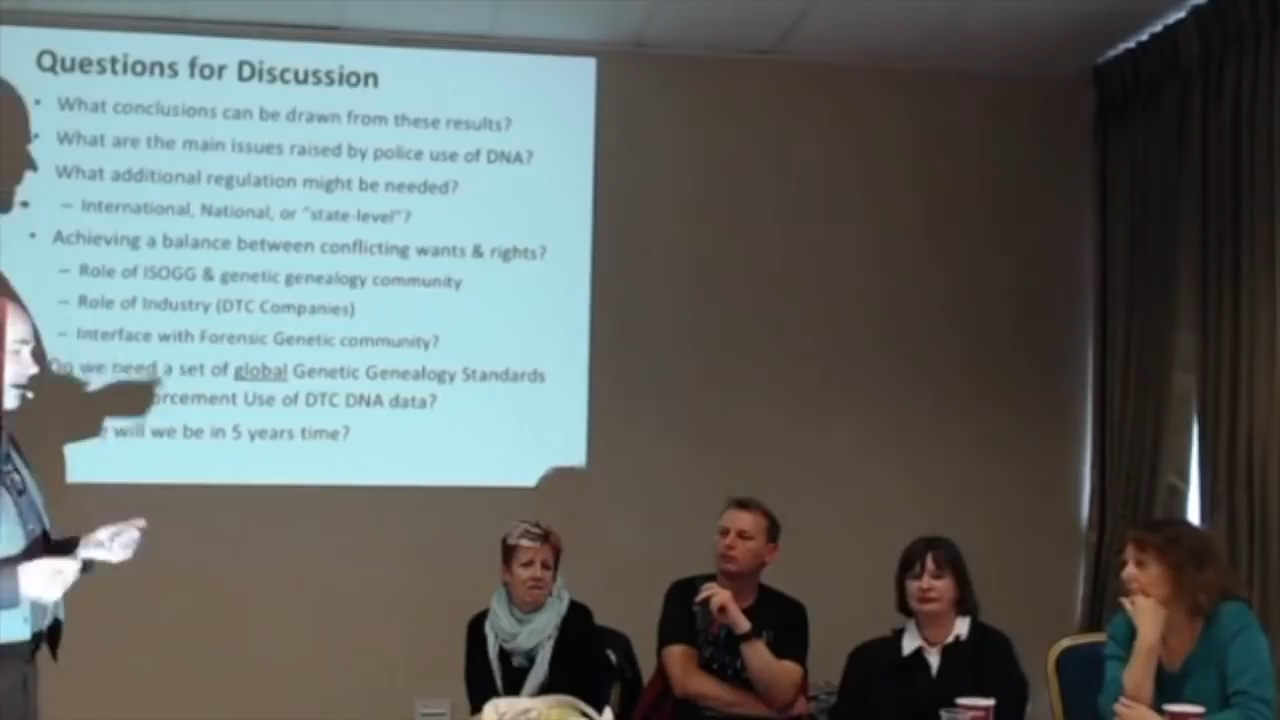 Questions for Discussion
• What conclusions can be drawn from these results?
• What are the main issues raised by police use of DNA?
What additional regulation might be needed?
• – International, National, or "state-level"?
• Achieving a balance between conflicting wants & rights?
– Role of ISOGG & genetic genealogy community
– Role of Industry (DTC Companies)
– Interface with Forensic Genetic community?
Do we need a set of global Genetic Genealogy Standards
orcement Use of DTC DNA data?
will we be in 5 years time?